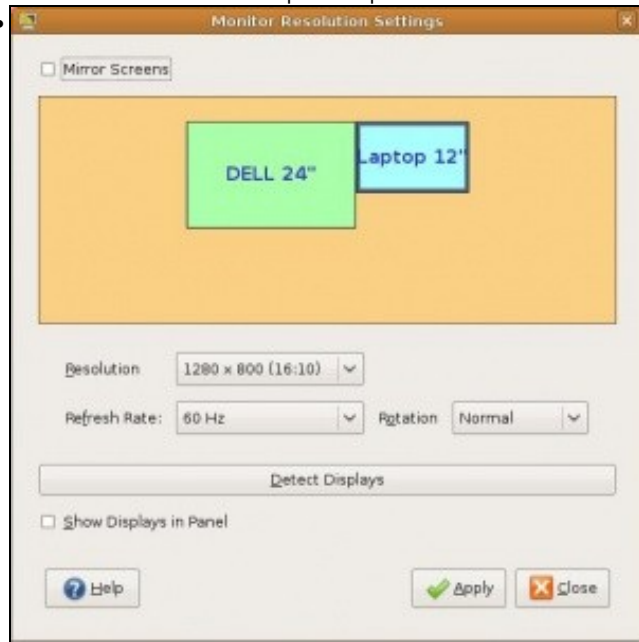 Monitor Resolution Settings
Mirror Screens
DELL 24"
Laptop 12"
Resolution 1280 x 800 (16:10)
Refresh Rate: 60 Hz Rotation Normal
Detect Displays
Show Displays in Panel
Help Apply Close